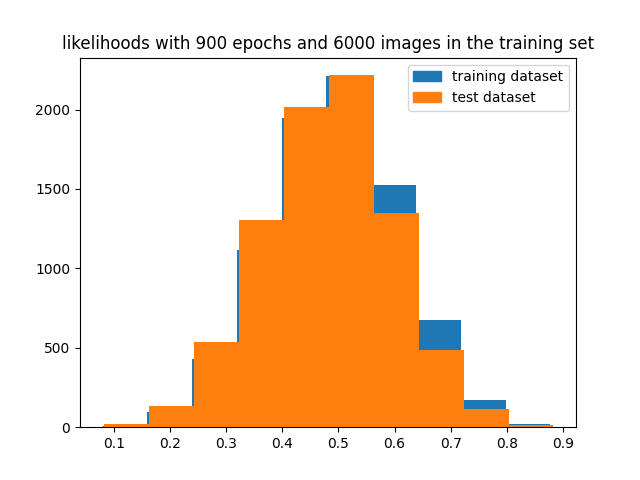 likelihoods with 900 epochs and 6000 images in the training set
training dataset
test dataset
2000
1500
1000
500
0
0.1 0.2 0.3 0.4 0.5 0.6 0.7 0.8 0.9